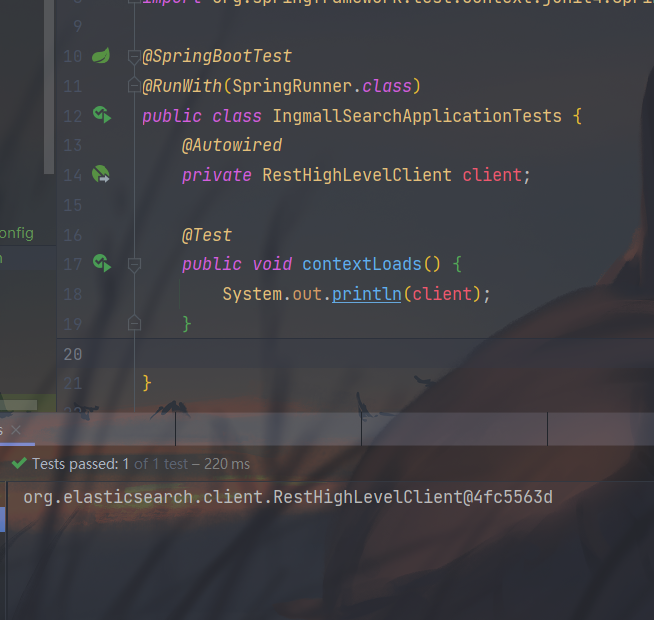 import org.springframework.test.context.junit4.Spri
9
10 @SpringBootTest
11 @RunWith(SpringRunner.class)
12 public class IngmallSearchApplicationTests {
13 @Autowired
14 private RestHighLevelClient client;
15
16 @Test
17 public void contextLoads() {
18 System.out.println(client);
19 }
20
21 }
onfig
n
s ×
Tests passed: 1 of 1 test – 220 ms
org.elasticsearch.client.RestHighLevelClient@4fc5563d